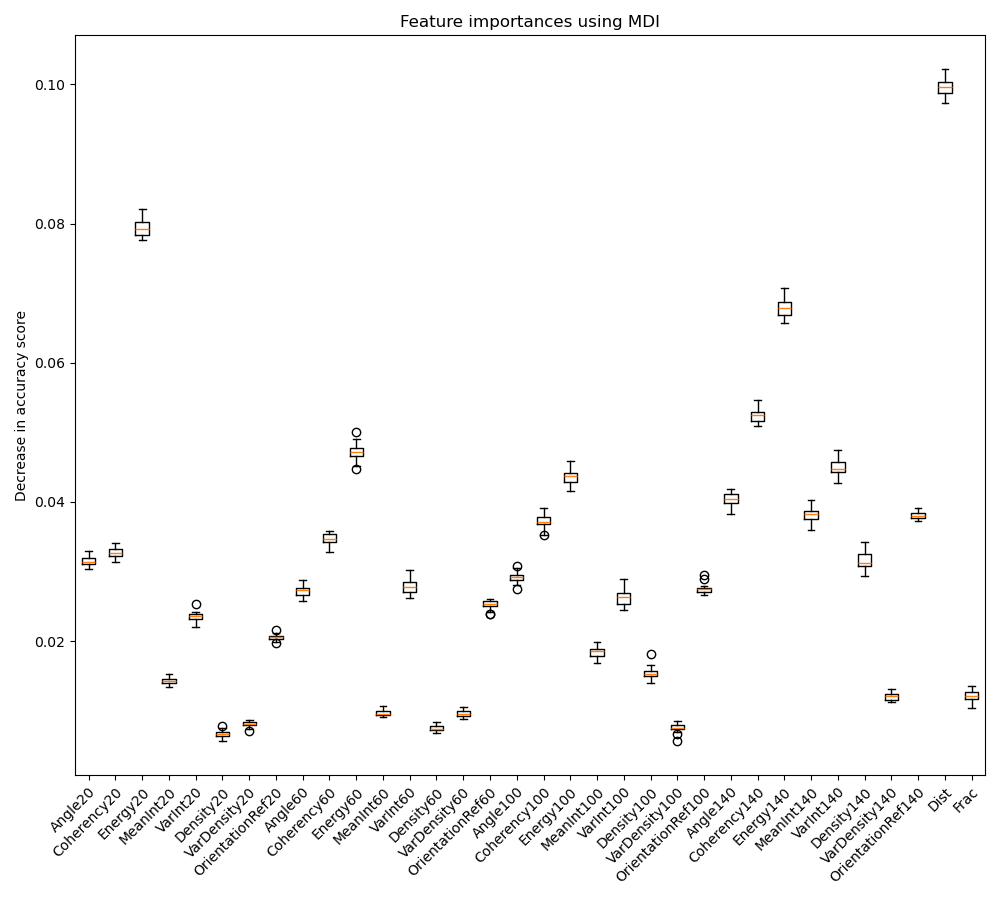 Feature importances using MDI
Decrease in accuracy score
0.10
0.08
0.06
0.04
0.02
Angle20
Coherency20
Energy20
MeanInt20
VarInt20
Density20
VarDensity20
OrientationRef20
Angle60
Coherency60
Energy60
MeanInt60
VarInt60
Density60
VarDensity60
OrientationRef60
Angle100
Coherency100
Energy100
MeanInt100
VarInt100
Density100
VarDensity100
OrientationRef100
Angle140
Coherency140
Energy140
MeanInt140
VarInt140
Density140
VarDensity140
OrientationRef140
Dist
Frac